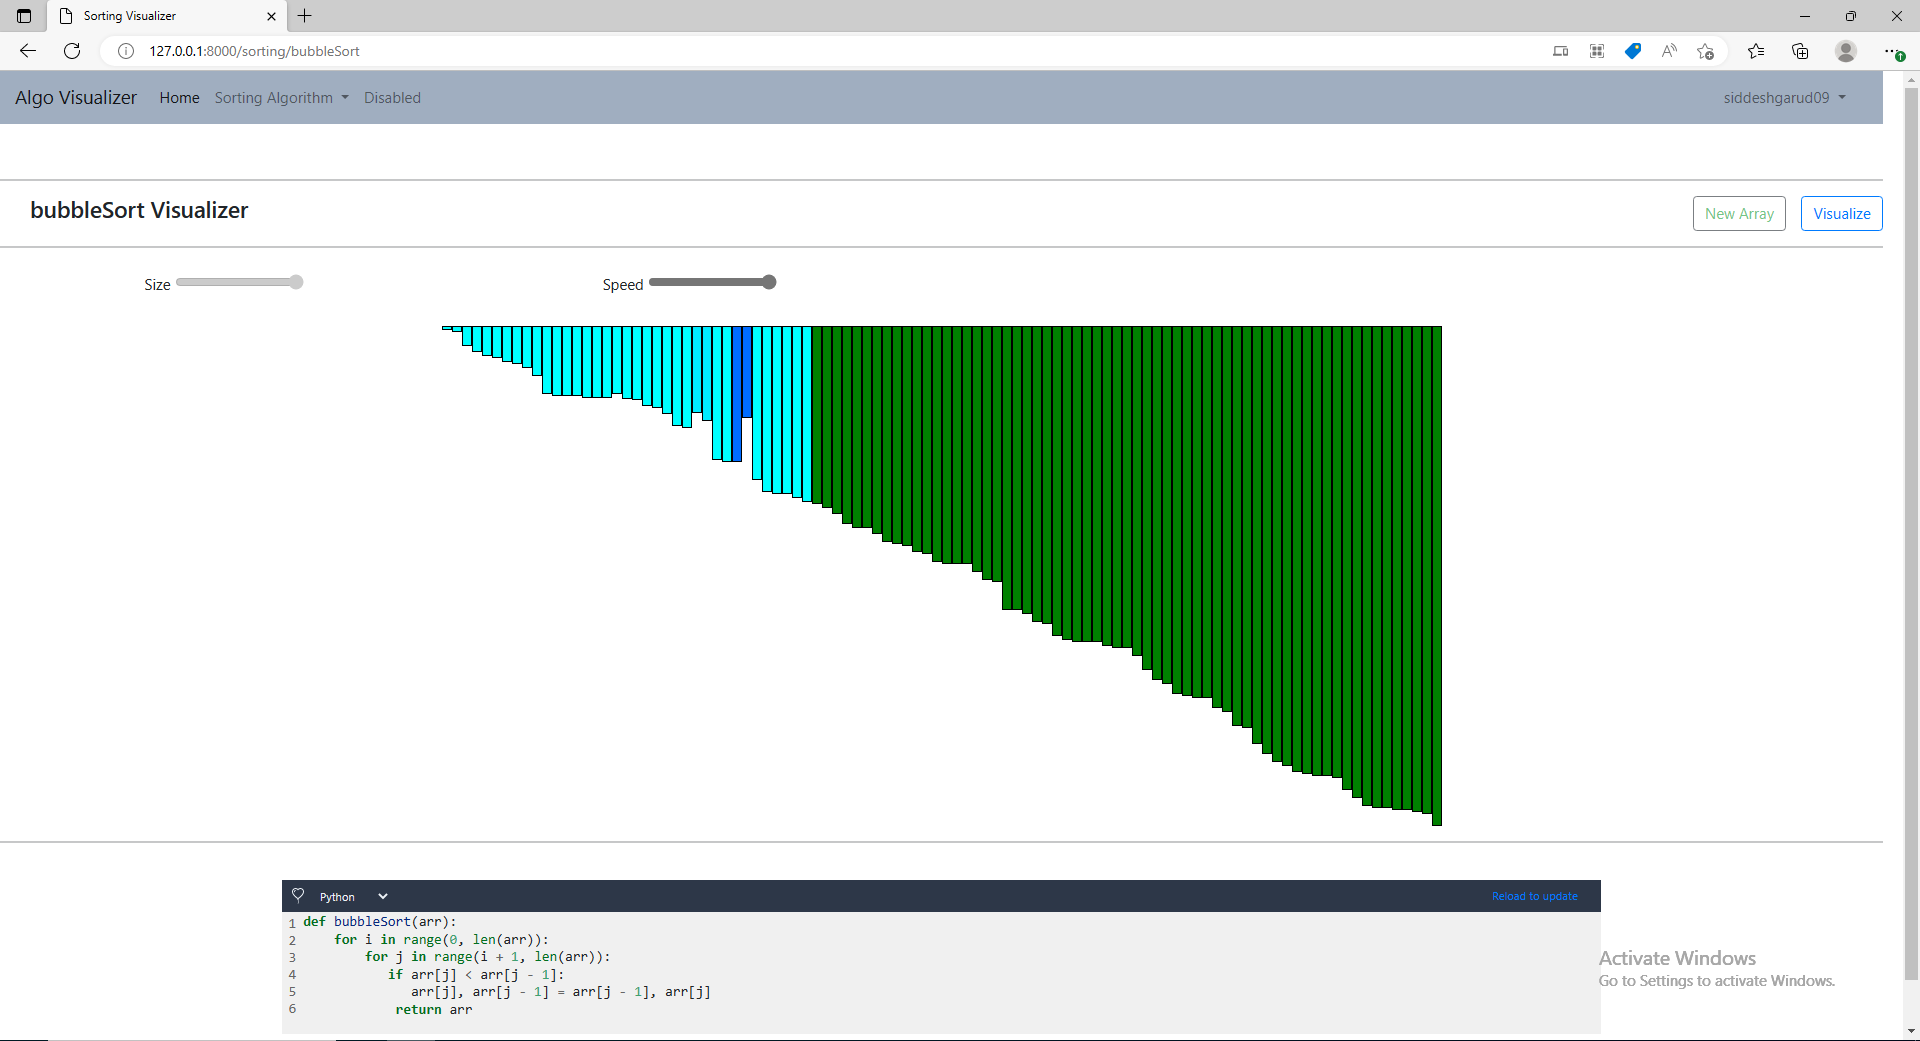 Sorting Visualizer
127.0.0.1:8000/sorting/bubbleSort
Algo Visualizer Home Sorting Algorithm Disabled siddeshgarud09
bubbleSort Visualizer New Array Visualize
Size Speed
Python Reload to update
1 def bubbleSort(arr):
2 for i in range(0, len(arr)):
3 for j in range(i + 1, len(arr)):
4 if arr[j] < arr[j - 1]:
5 arr[j], arr[j - 1] = arr[j - 1], arr[j]
6 return arr
Activate Windows
Go to Settings to activate Windows.